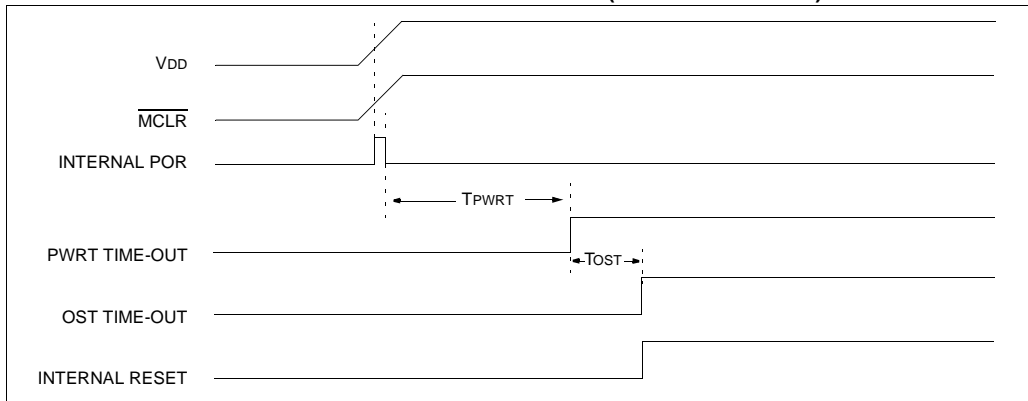 VDD
MCLR
INTERNAL POR
TPWRT
PWRT TIME-OUT
TOST
OST TIME-OUT
INTERNAL RESET